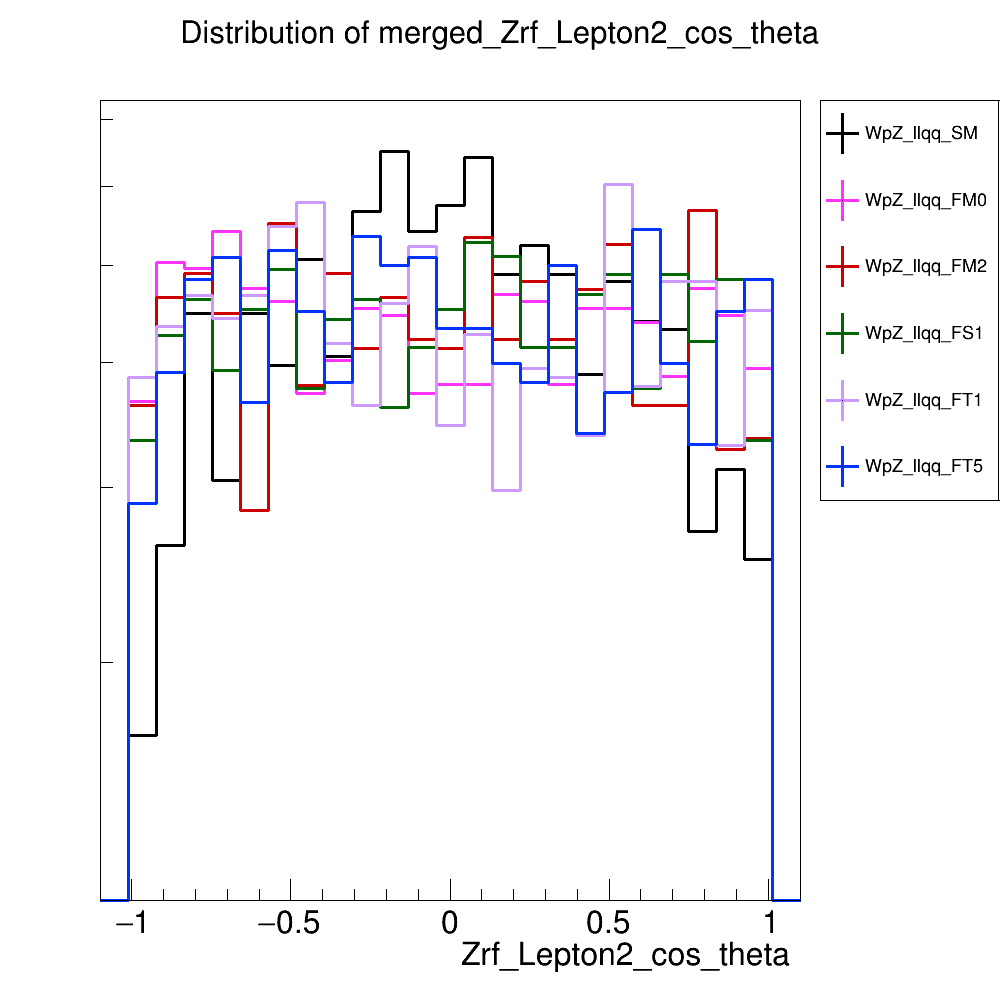 Distribution of merged_Zrf_Lepton2_cos_theta
WpZ_llqq_SM
WpZ_llqq_FM0
WpZ_llqq_FM2
WpZ_llqq_FS1
WpZ_llqq_FT1
WpZ_llqq_FT5
−1 −0.5 0 0.5 1
Zrf_Lepton2_cos_theta